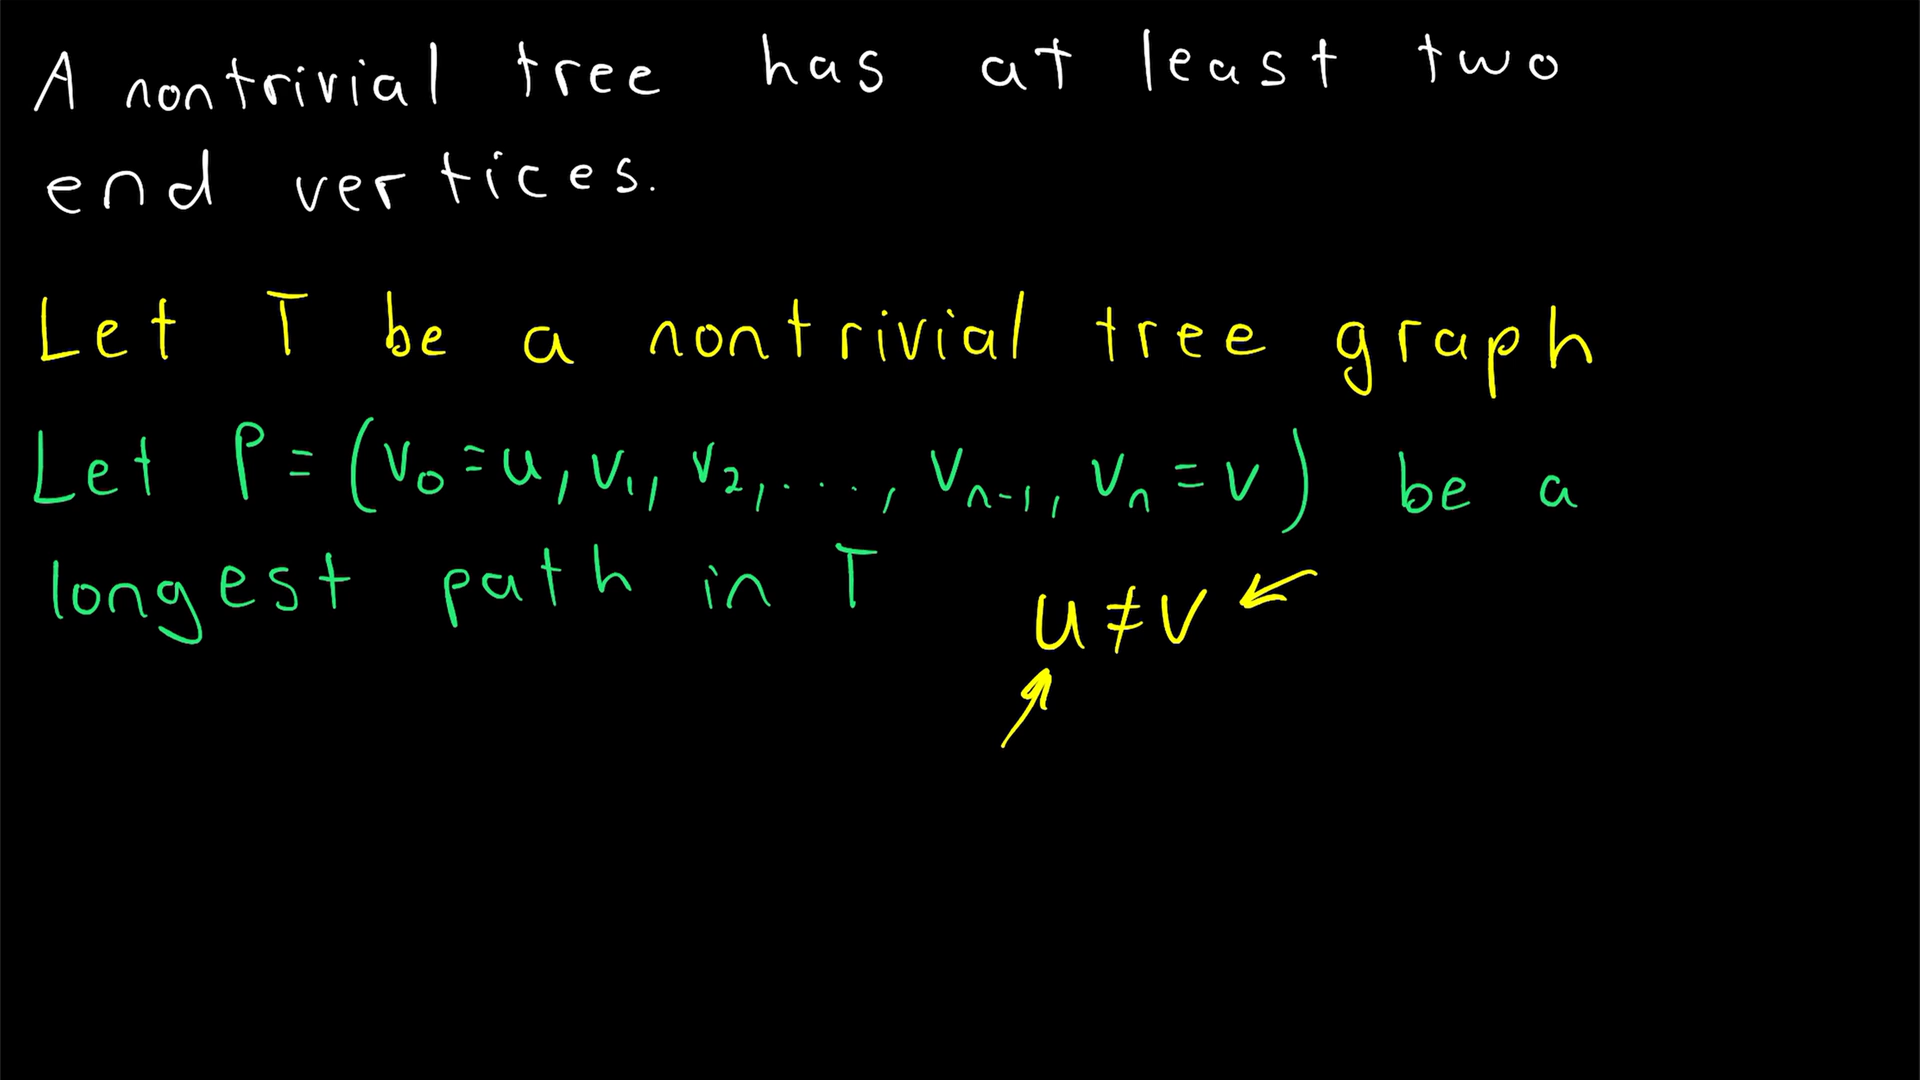 A nontrivial tree has at least two
end vertices.
Let T be a nontrivial tree graph
Let P = (v₀ = u, v₁, v₂, ..., vₙ₋₁, vₙ = v) be a
longest path in T
u ≠ v